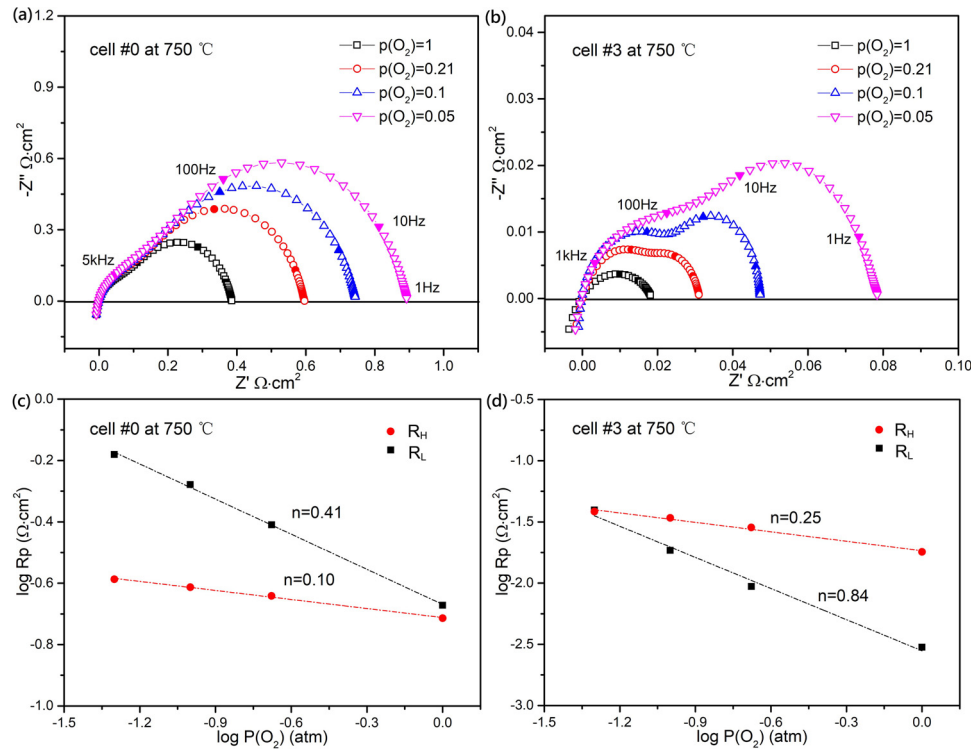 (a)
cell #0 at 750 ℃
p(O₂)=1
p(O₂)=0.21
p(O₂)=0.1
p(O₂)=0.05
100Hz
10Hz
5kHz
1Hz
1.2
0.9
0.6
0.3
0.0
-Z'' Ω·cm²
0.0 0.2 0.4 0.6 0.8 1.0
Z' Ω·cm²
(b)
cell #3 at 750 ℃
p(O₂)=1
p(O₂)=0.21
p(O₂)=0.1
p(O₂)=0.05
100Hz
10Hz
1kHz
1Hz
0.04
0.03
0.02
0.01
0.00
-Z'' Ω·cm²
0.00 0.02 0.04 0.06 0.08 0.10
Z' Ω·cm²
(c)
cell #0 at 750 ℃
R_H
R_L
n=0.41
n=0.10
0.0
-0.2
-0.4
-0.6
-0.8
-1.0
log Rp (Ω·cm²)
-1.5 -1.2 -0.9 -0.6 -0.3 0.0
log P(O₂) (atm)
(d)
cell #3 at 750 ℃
R_H
R_L
n=0.25
n=0.84
-0.5
-1.0
-1.5
-2.0
-2.5
-3.0
log Rp (Ω·cm²)
-1.5 -1.2 -0.9 -0.6 -0.3 0.0
log P(O₂) (atm)